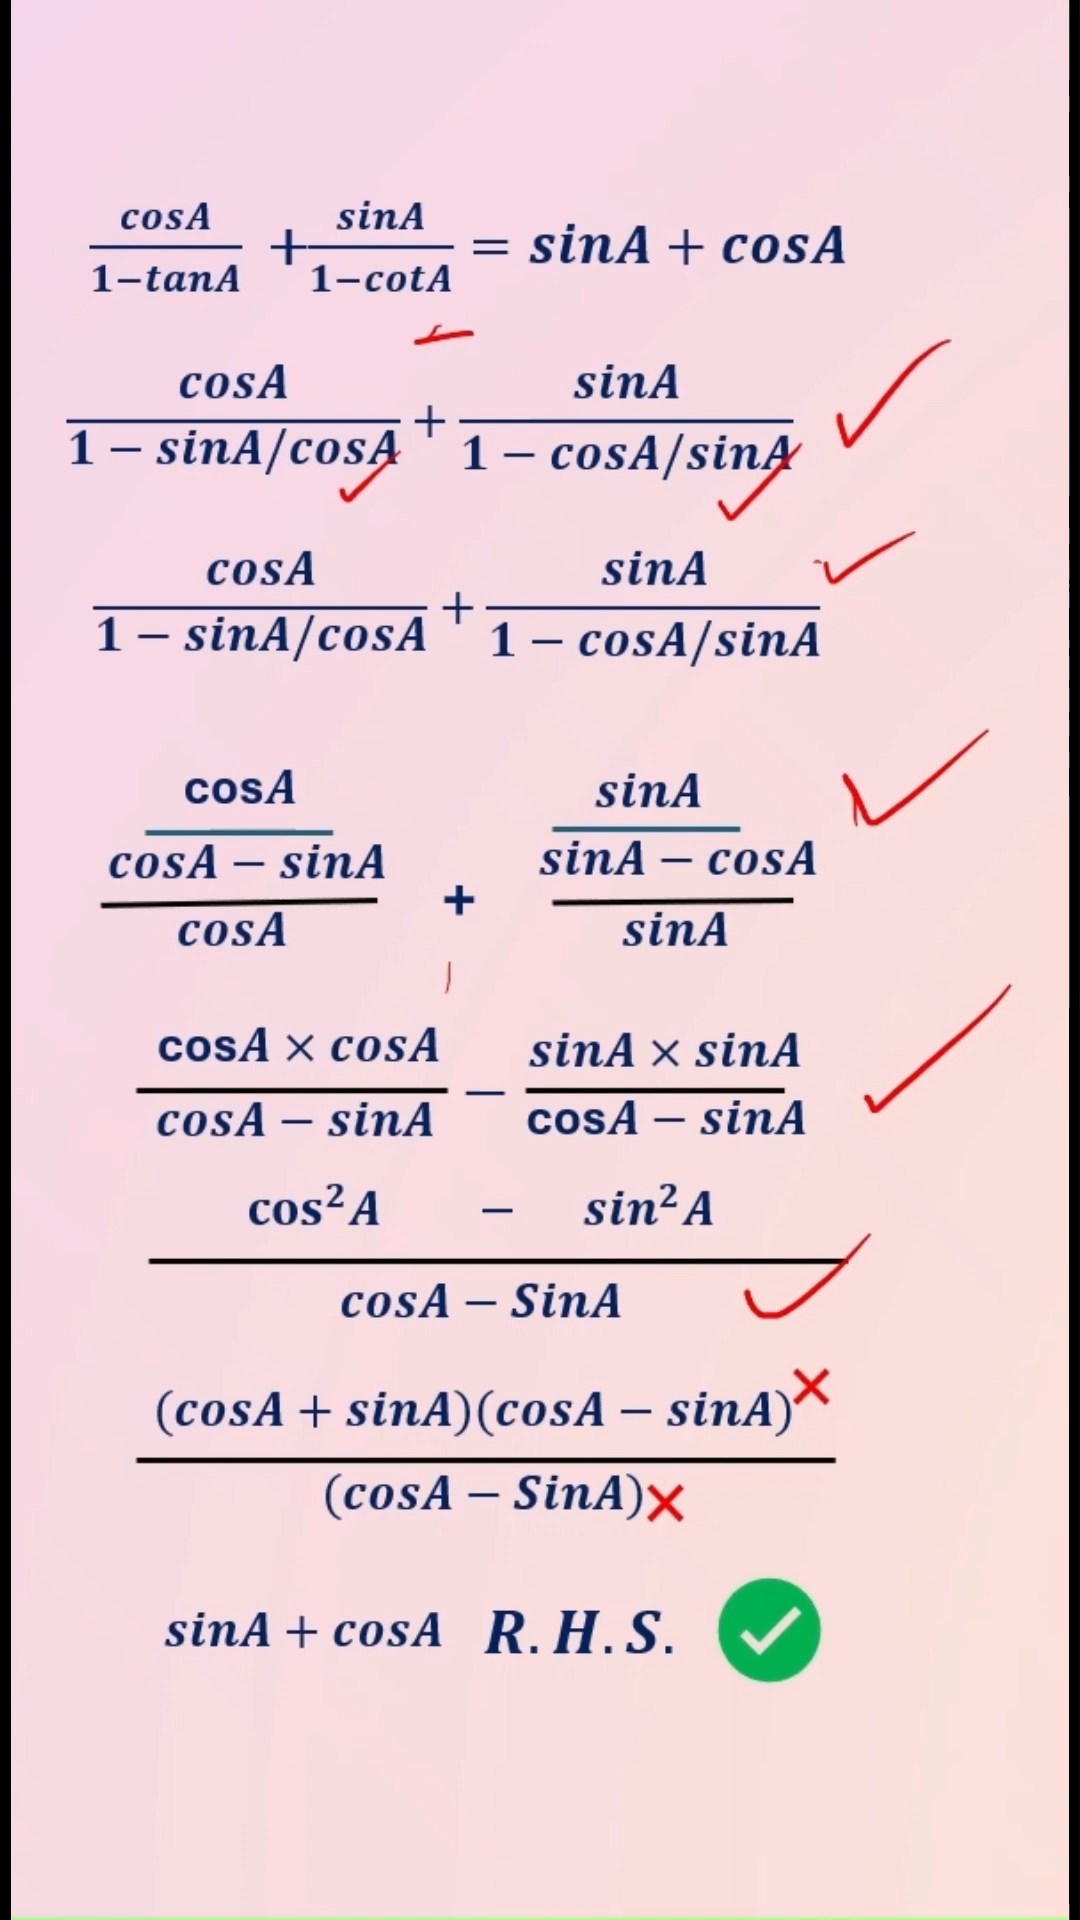 cosA/(1−tanA) + sinA/(1−cotA) = sinA + cosA
cosA/(1 − sinA/cosA) + sinA/(1 − cosA/sinA)
cosA/(1 − sinA/cosA) + sinA/(1 − cosA/sinA)
cosA/((cosA − sinA)/cosA) + sinA/((sinA − cosA)/sinA)
(cosA × cosA)/(cosA − sinA) − (sinA × sinA)/(cosA − sinA)
(cos²A − sin²A)/(cosA − SinA)
(cosA + sinA)(cosA − sinA)/(cosA − SinA)
sinA + cosA R.H.S.